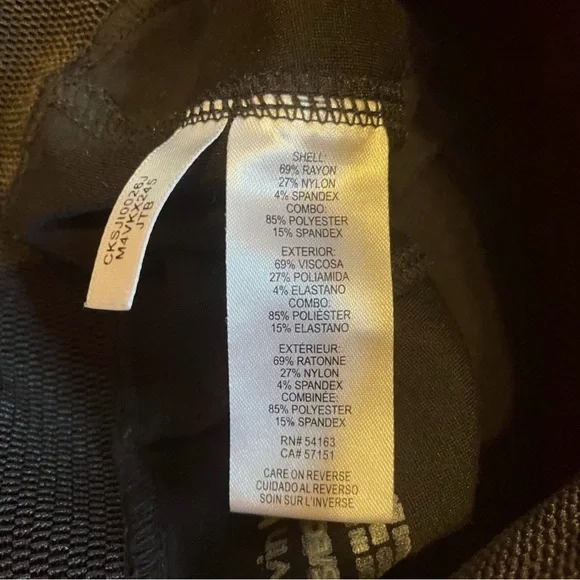 CKSJ10026J
M4VKX245
JTB
SHELL:
69% RAYON
27% NYLON
4% SPANDEX
COMBO:
85% POLYESTER
15% SPANDEX
EXTERIOR:
69% VISCOSA
27% POLIAMIDA
4% ELASTANO
COMBO:
85% POLIÉSTER
15% ELASTANO
EXTÉRIEUR:
69% RATONNE
27% NYLON
4% SPANDEX
COMBINÉE:
85% POLYESTER
15% SPANDEX
RN# 54163
CA# 57151
CARE ON REVERSE
CUIDADO AL REVERSO
SOIN SUR L'INVERSE